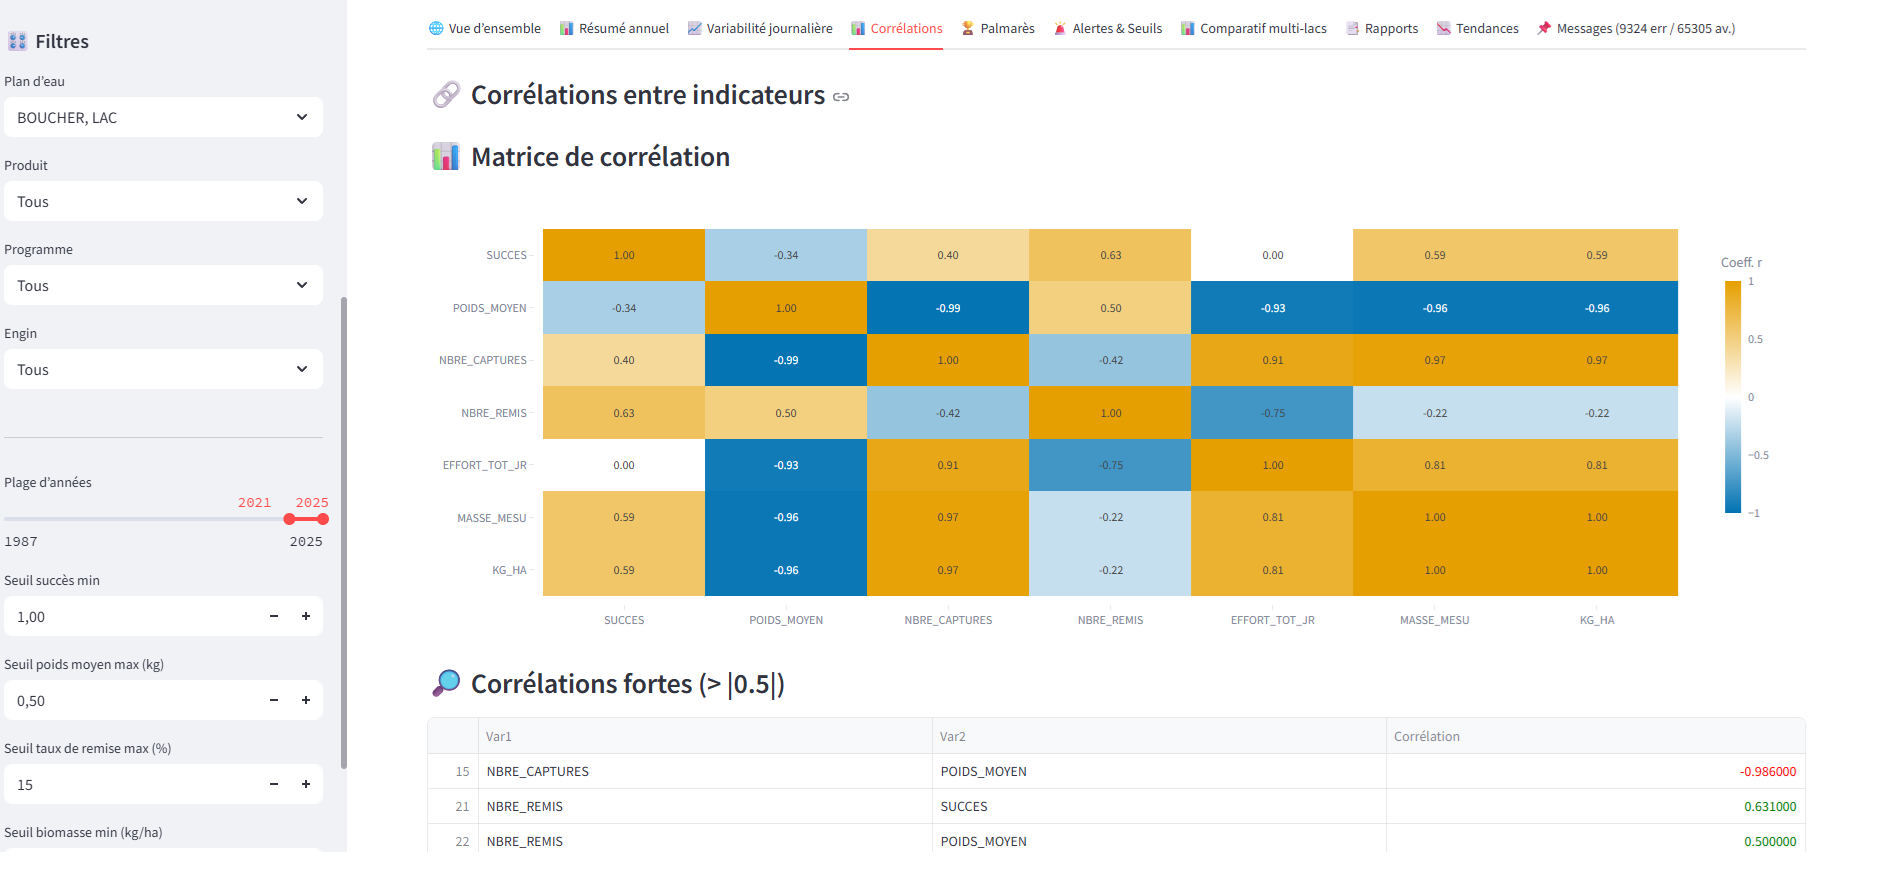 Filtres
Plan d'eau
BOUCHER, LAC
Produit
Tous
Programme
Tous
Engin
Tous
Plage d'années
2021 2025
1987 2025
Seuil succès min
1,00 − +
Seuil poids moyen max (kg)
0,50 − +
Seuil taux de remise max (%)
15 − +
Seuil biomasse min (kg/ha)
Vue d'ensemble Résumé annuel Variabilité journalière Corrélations Palmarès Alertes & Seuils Comparatif multi-lacs Rapports Tendances Messages (9324 err / 65305 av.)
Corrélations entre indicateurs
Matrice de corrélation
SUCCES 1.00 -0.34 0.40 0.63 0.00 0.59 0.59
POIDS_MOYEN -0.34 1.00 -0.99 0.50 -0.93 -0.96 -0.96
NBRE_CAPTURES 0.40 -0.99 1.00 -0.42 0.91 0.97 0.97
NBRE_REMIS 0.63 0.50 -0.42 1.00 -0.75 -0.22 -0.22
EFFORT_TOT_JR 0.00 -0.93 0.91 -0.75 1.00 0.81 0.81
MASSE_MESU 0.59 -0.96 0.97 -0.22 0.81 1.00 1.00
KG_HA 0.59 -0.96 0.97 -0.22 0.81 1.00 1.00
SUCCES POIDS_MOYEN NBRE_CAPTURES NBRE_REMIS EFFORT_TOT_JR MASSE_MESU KG_HA
Coeff. r
1
0.5
0
−0.5
−1
Corrélations fortes (> |0.5|)
Var1 Var2 Corrélation
15 NBRE_CAPTURES POIDS_MOYEN -0.986000
21 NBRE_REMIS SUCCES 0.631000
22 NBRE_REMIS POIDS_MOYEN 0.500000